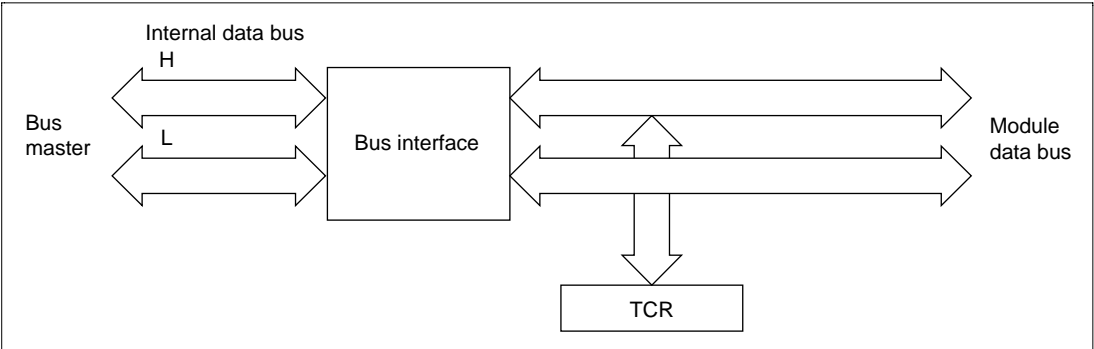 Internal data bus
H
Bus
master
L
Bus interface
Module
data bus
TCR